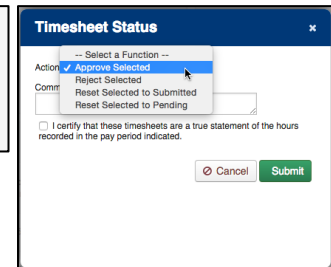 Timesheet Status ×
-- Select a Function --
Action ✓ Approve Selected
Reject Selected
Comm
Reset Selected to Submitted
Reset Selected to Pending
I certify that these timesheets are a true statement of the hours
recorded in the pay period indicated.
Cancel Submit